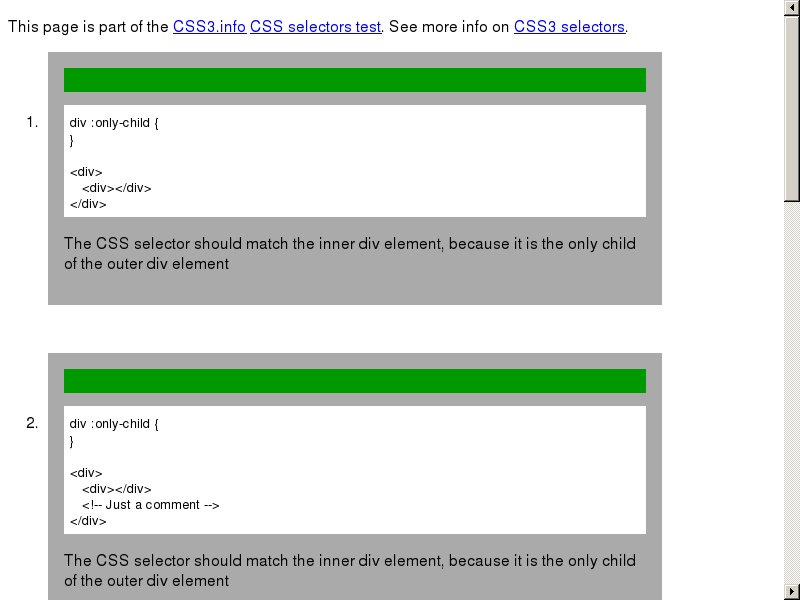 This page is part of the CSS3.info CSS selectors test. See more info on CSS3 selectors.
1.
div :only-child {
}
<div>
<div></div>
</div>
The CSS selector should match the inner div element, because it is the only child
of the outer div element
2.
div :only-child {
}
<div>
<div></div>
<!-- Just a comment -->
</div>
The CSS selector should match the inner div element, because it is the only child
of the outer div element